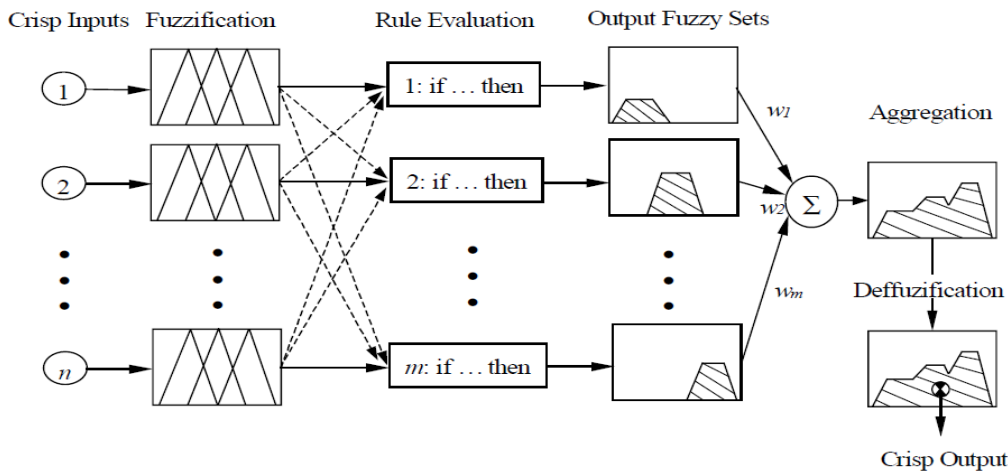 Crisp Inputs
Fuzzification
Rule Evaluation
Output Fuzzy Sets
1
1: if ... then
w1
Aggregation
2
2: if ... then
w2
Σ
wm
Deffuzification
n
m: if ... then
Crisp Output